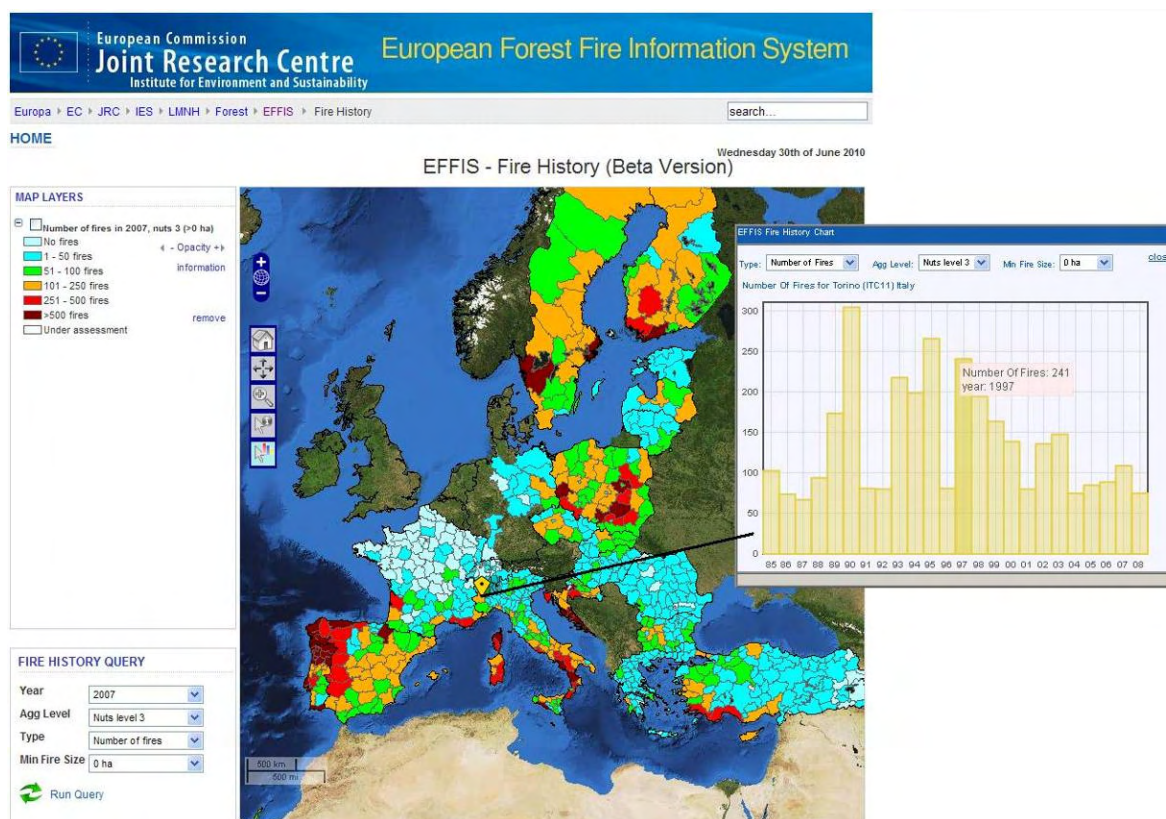 European Commission
Joint Research Centre
Institute for Environment and Sustainability
European Forest Fire Information System
Europa EC JRC IES LMNH Forest EFFIS Fire History
search...
HOME
Wednesday 30th of June 2010
EFFIS - Fire History (Beta Version)
MAP LAYERS
Number of fires in 2007, nuts 3 (>0 ha)
No fires
1 - 50 fires
51 - 100 fires
101 - 250 fires
251 - 500 fires
>500 fires
Under assessment
- Opacity +
information
remove
500 km
500 mi
EFFIS Fire History Chart
Type: Number of Fires Agg Level: Nuts level 3 Min Fire Size: 0 ha
clos
Number Of Fires for Torino (ITC11) Italy
300
250
200
150
100
50
0
Number Of Fires: 241
year: 1997
85 86 87 88 89 90 91 92 93 94 95 96 97 98 99 00 01 02 03 04 05 06 07 08
FIRE HISTORY QUERY
Year 2007
Agg Level Nuts level 3
Type Number of fires
Min Fire Size 0 ha
Run Query